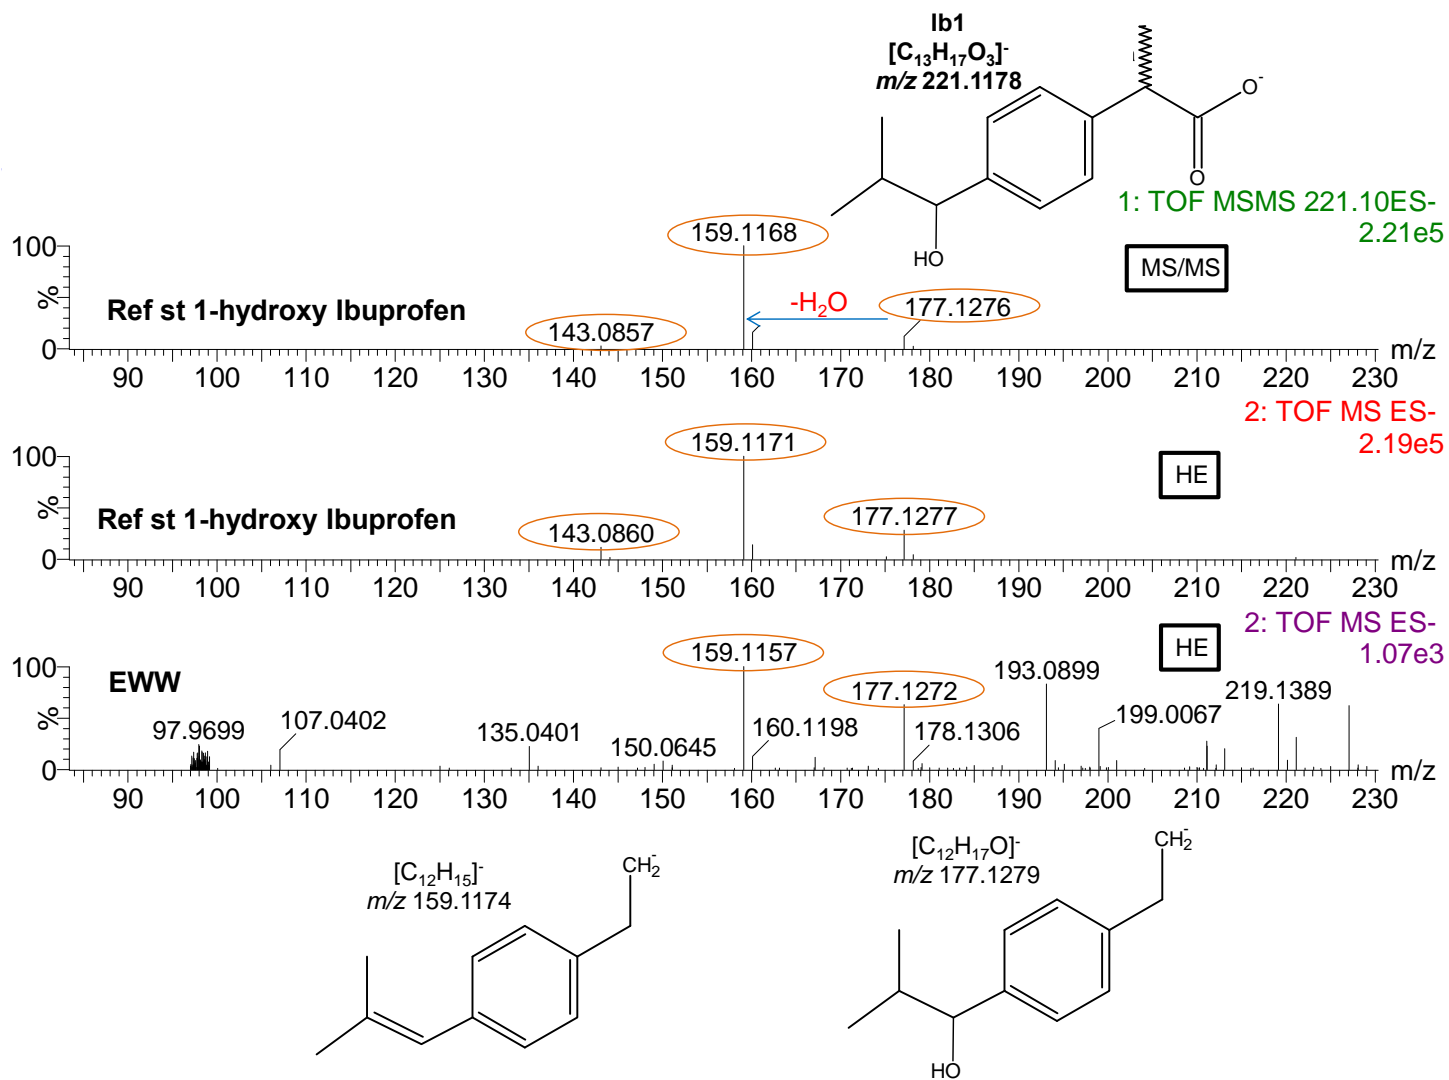 Ib1
[C₁₃H₁₇O₃]⁻
m/z 221.1178
O⁻
O
HO
1: TOF MSMS 221.10ES-
2.21e5
MS/MS
100
%
0
Ref st 1-hydroxy Ibuprofen
159.1168
-H₂O
177.1276
143.0857
90 100 110 120 130 140 150 160 170 180 190 200 210 220 230
m/z
2: TOF MS ES-
2.19e5
HE
100
%
0
Ref st 1-hydroxy Ibuprofen
159.1171
177.1277
143.0860
90 100 110 120 130 140 150 160 170 180 190 200 210 220 230
m/z
2: TOF MS ES-
1.07e3
HE
100
%
0
EWW
159.1157
177.1272
193.0899
219.1389
97.9699
107.0402
135.0401
150.0645
160.1198
178.1306
199.0067
90 100 110 120 130 140 150 160 170 180 190 200 210 220 230
m/z
[C₁₂H₁₅]⁻
m/z 159.1174
CH₂⁻
[C₁₂H₁₇O]⁻
m/z 177.1279
CH₂⁻
HO